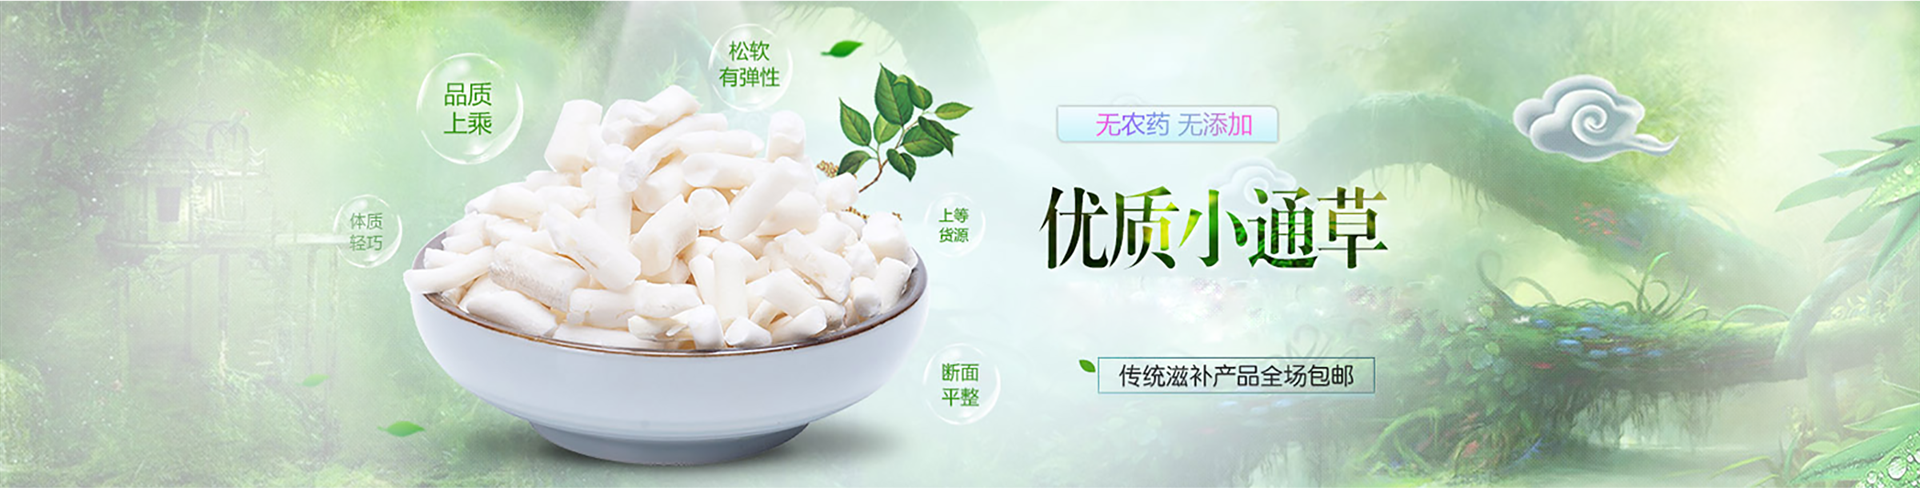 品质
上乘
松软
有弹性
体质
轻巧
上等
货源
断面
平整
无农药 无添加
优质小通草
传统滋补产品全场包邮